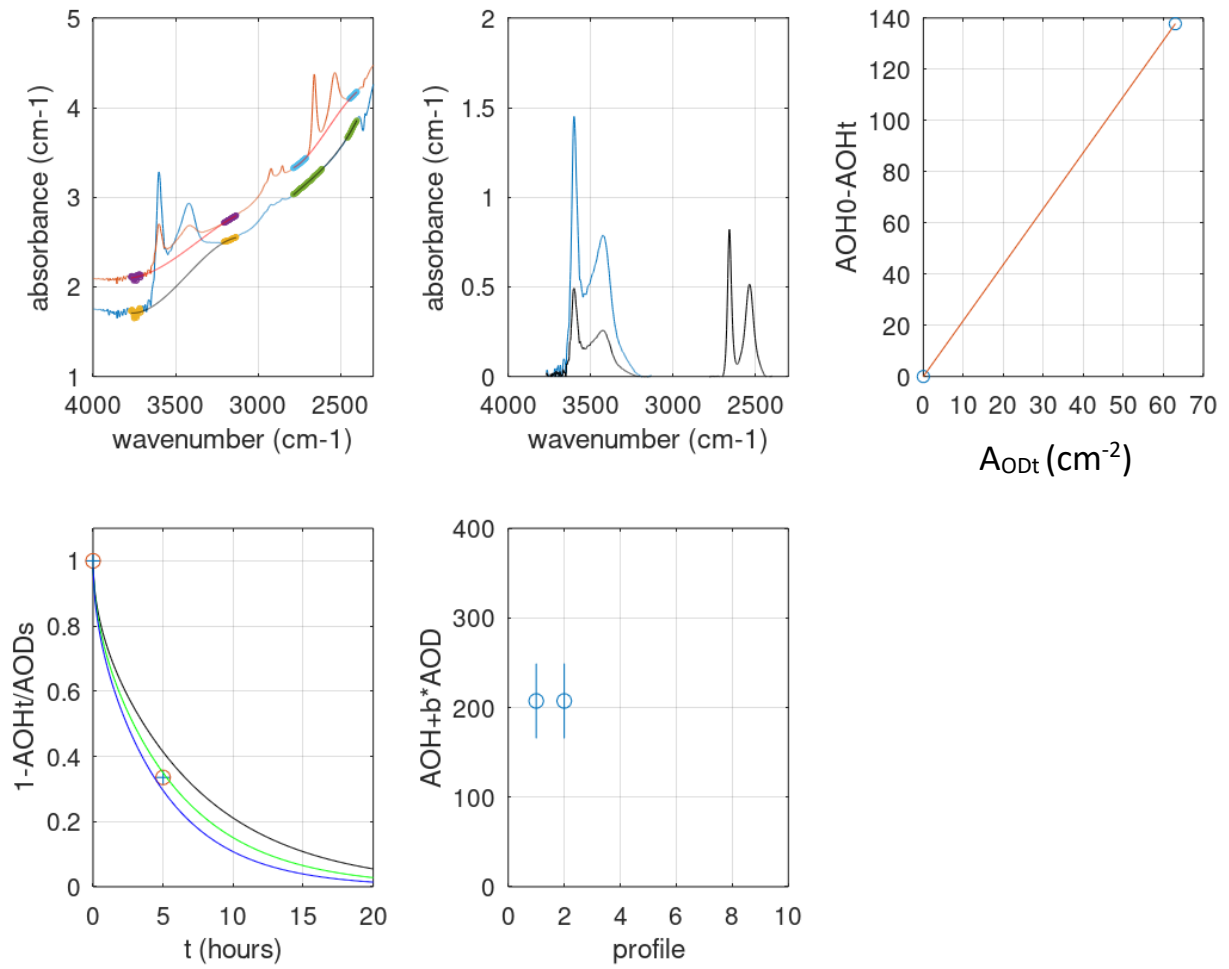 5
4
3
2
1
4000 3500 3000 2500
wavenumber (cm-1)
absorbance (cm-1)
2
1.5
1
0.5
0
4000 3500 3000 2500
wavenumber (cm-1)
absorbance (cm-1)
140
120
100
80
60
40
20
0
0 10 20 30 40 50 60 70
AOH0-AOHt
A_ODt (cm⁻²)
1
0.8
0.6
0.4
0.2
0
0 5 10 15 20
t (hours)
1-AOHt/AODs
400
300
200
100
0
0 2 4 6 8 10
profile
AOH+b*AOD